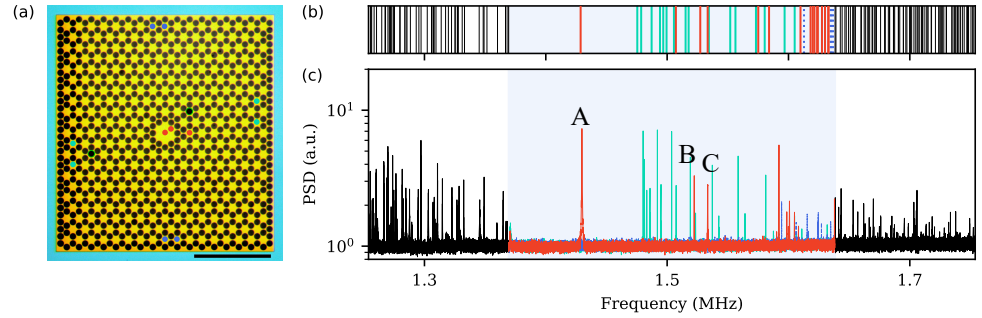 (a)
(b)
(c)
A
B
C
10¹
10⁰
PSD (a.u.)
1.3
1.5
1.7
Frequency (MHz)